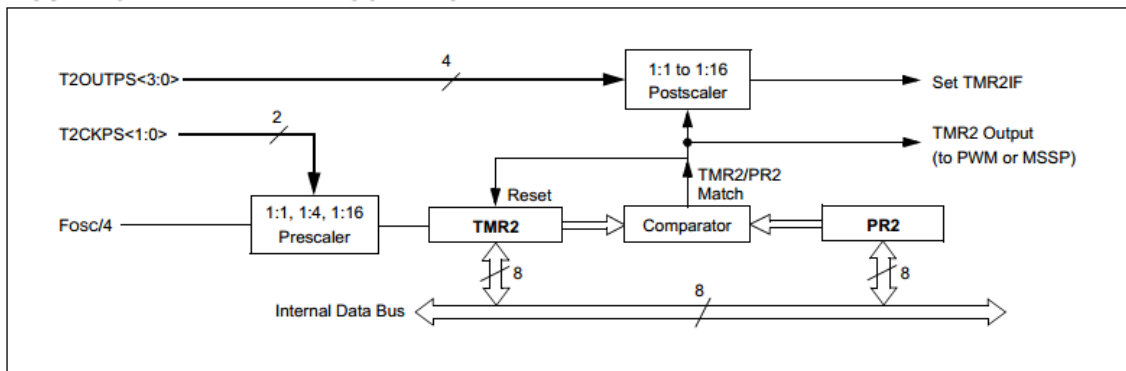 T2OUTPS<3:0>
4
1:1 to 1:16
Postscaler
Set TMR2IF
T2CKPS<1:0>
2
TMR2 Output
(to PWM or MSSP)
Reset
TMR2/PR2
Match
Fosc/4
1:1, 1:4, 1:16
Prescaler
TMR2
Comparator
PR2
8
8
Internal Data Bus
8